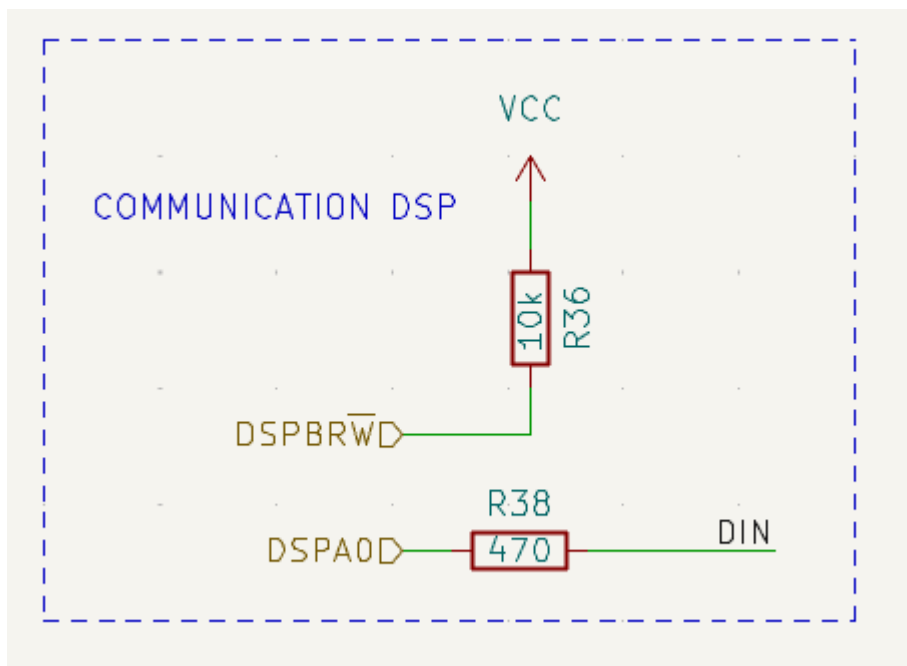 VCC
COMMUNICATION DSP
10k
R36
DSPBRW̅
R38
DSPA0
470
DIN